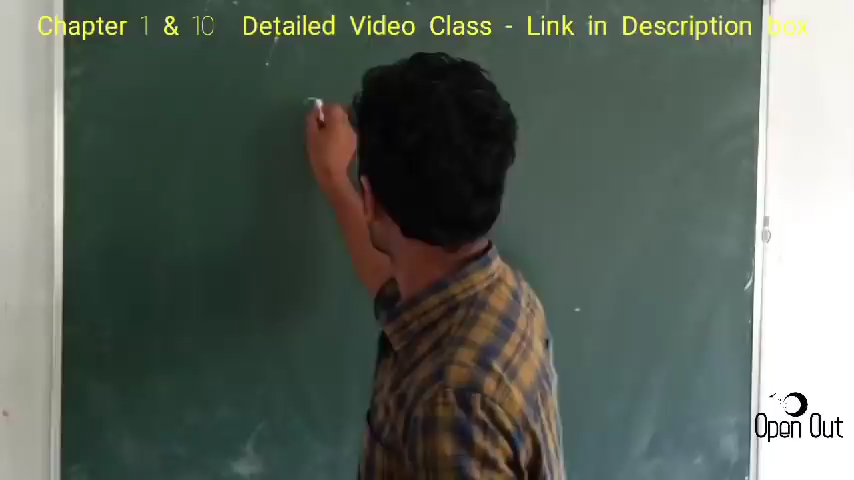 Chapter 1 & 10 Detailed Video Class - Link in Description box
Open Out